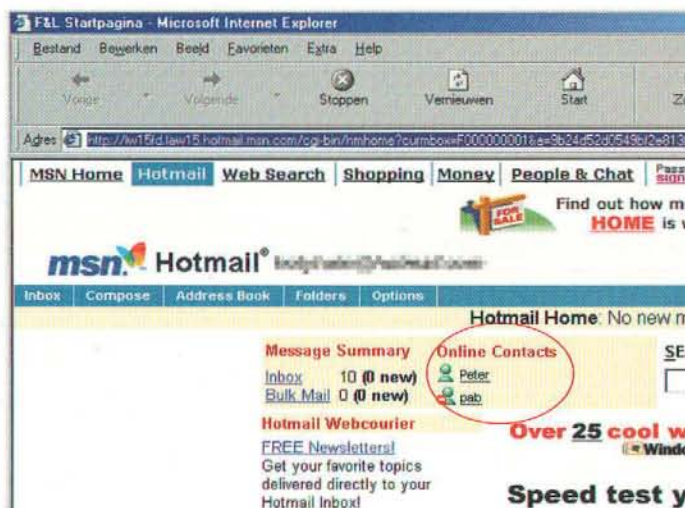 F&L Startpagina - Microsoft Internet Explorer
Bestand Bewerken Beeld Favorieten Extra Help
Vorige Volgende Stoppen Vernieuwen Start
Adres
MSN Home Hotmail Web Search Shopping Money People & Chat
FOR SALE
Find out how
HOME is
msn. Hotmail®
Inbox Compose Address Book Folders Options
Hotmail Home: No new
Message Summary Online Contacts
Inbox 10 (0 new) Peter
Bulk Mail 0 (0 new) pab
Hotmail Webcourier
FREE Newsletters!
Get your favorite topics
delivered directly to your
Hotmail Inbox!
Over 25 cool
Speed test